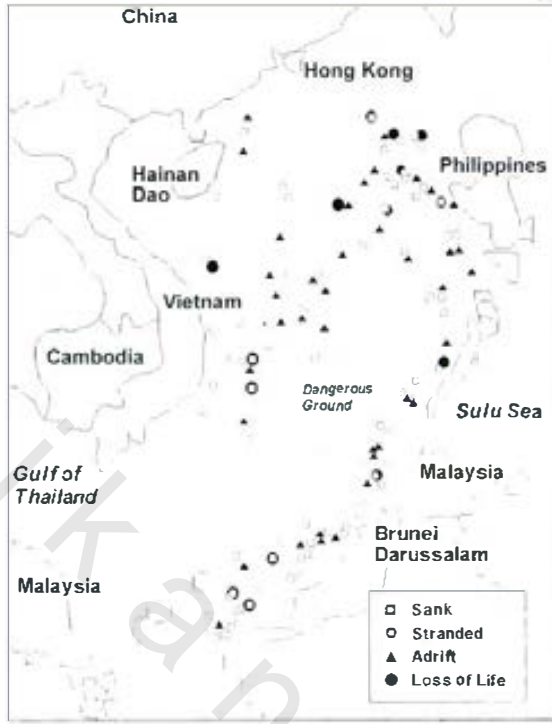 China
Hong Kong
Philippines
Hainan
Dao
Vietnam
Cambodia
Dangerous
Ground
Sulu Sea
Gulf of
Thailand
Malaysia
Brunei
Darussalam
Malaysia
Sank
Stranded
Adrift
Loss of Life